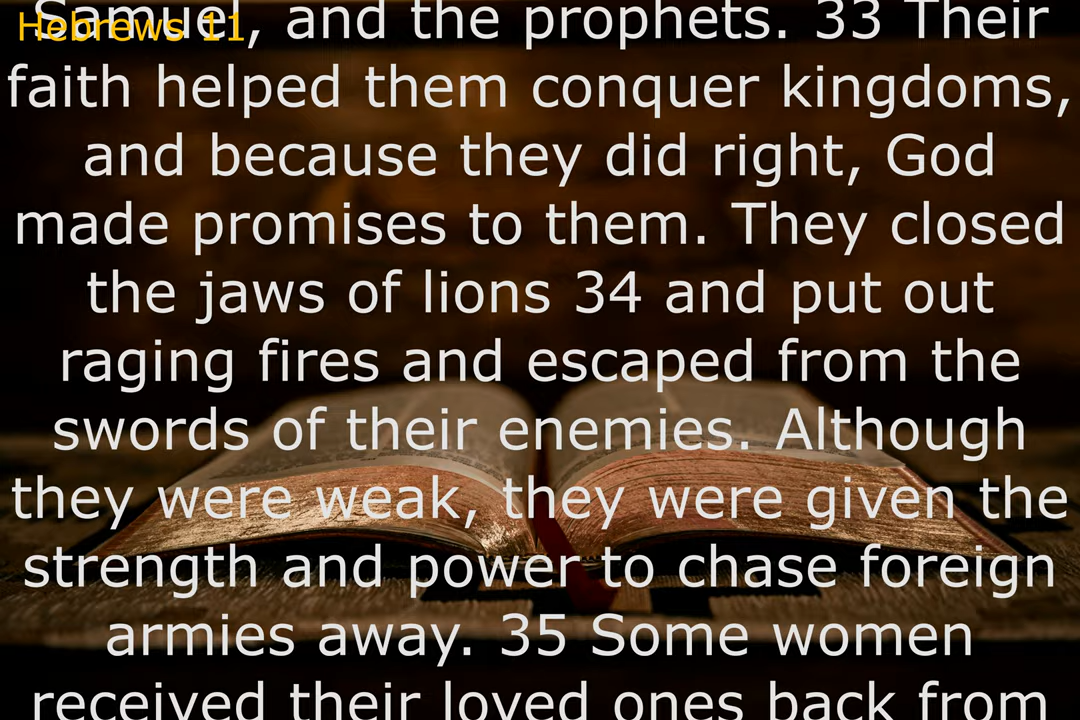 Hebrews 11
Samuel, and the prophets. 33 Their
faith helped them conquer kingdoms,
and because they did right, God
made promises to them. They closed
the jaws of lions 34 and put out
raging fires and escaped from the
swords of their enemies. Although
they were weak, they were given the
strength and power to chase foreign
armies away. 35 Some women
received their loved ones back from